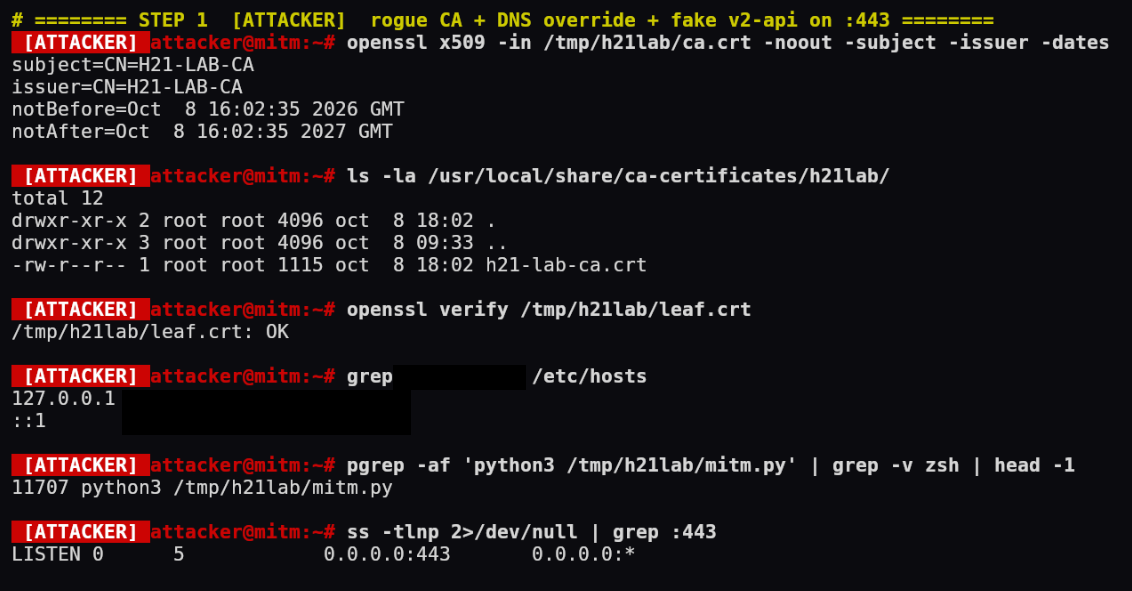 # ======== STEP 1  [ATTACKER]  rogue CA + DNS override + fake v2-api on :443 ========
[ATTACKER] attacker@mitm:~# openssl x509 -in /tmp/h21lab/ca.crt -noout -subject -issuer -dates
subject=CN=H21-LAB-CA
issuer=CN=H21-LAB-CA
notBefore=Oct  8 16:02:35 2026 GMT
notAfter=Oct  8 16:02:35 2027 GMT
[ATTACKER] attacker@mitm:~# ls -la /usr/local/share/ca-certificates/h21lab/
total 12
drwxr-xr-x 2 root root 4096 oct  8 18:02 .
drwxr-xr-x 3 root root 4096 oct  8 09:33 ..
-rw-r--r-- 1 root root 1115 oct  8 18:02 h21-lab-ca.crt
[ATTACKER] attacker@mitm:~# openssl verify /tmp/h21lab/leaf.crt
/tmp/h21lab/leaf.crt: OK
[ATTACKER] attacker@mitm:~# grep /etc/hosts
127.0.0.1
::1
[ATTACKER] attacker@mitm:~# pgrep -af 'python3 /tmp/h21lab/mitm.py' | grep -v zsh | head -1
11707 python3 /tmp/h21lab/mitm.py
[ATTACKER] attacker@mitm:~# ss -tlnp 2>/dev/null | grep :443
LISTEN 0      5            0.0.0.0:443       0.0.0.0:*